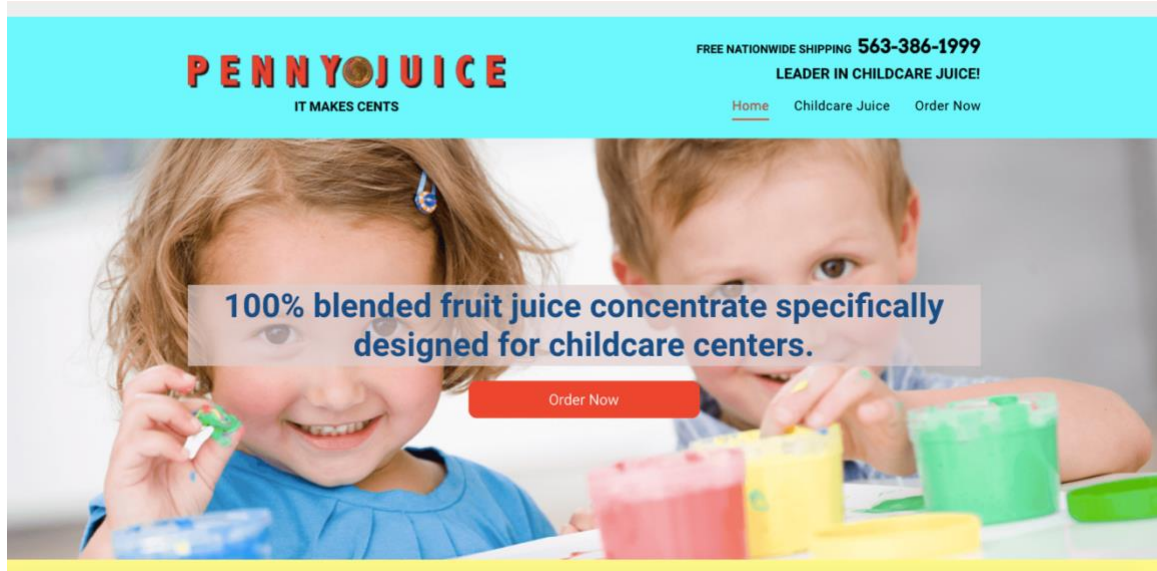 PENNY JUICE
IT MAKES CENTS
FREE NATIONWIDE SHIPPING 563-386-1999
LEADER IN CHILDCARE JUICE!
Home Childcare Juice Order Now
100% blended fruit juice concentrate specifically
designed for childcare centers.
Order Now